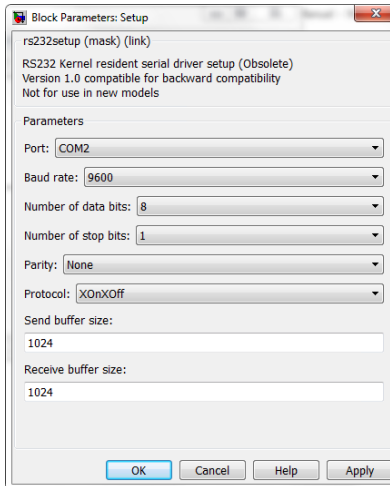 Block Parameters: Setup
rs232setup (mask) (link)
RS232 Kernel resident serial driver setup (Obsolete)
Version 1.0 compatible for backward compatibility
Not for use in new models
Parameters
Port: COM2
Baud rate: 9600
Number of data bits: 8
Number of stop bits: 1
Parity: None
Protocol: XOnXOff
Send buffer size:
1024
Receive buffer size:
1024
OK Cancel Help Apply